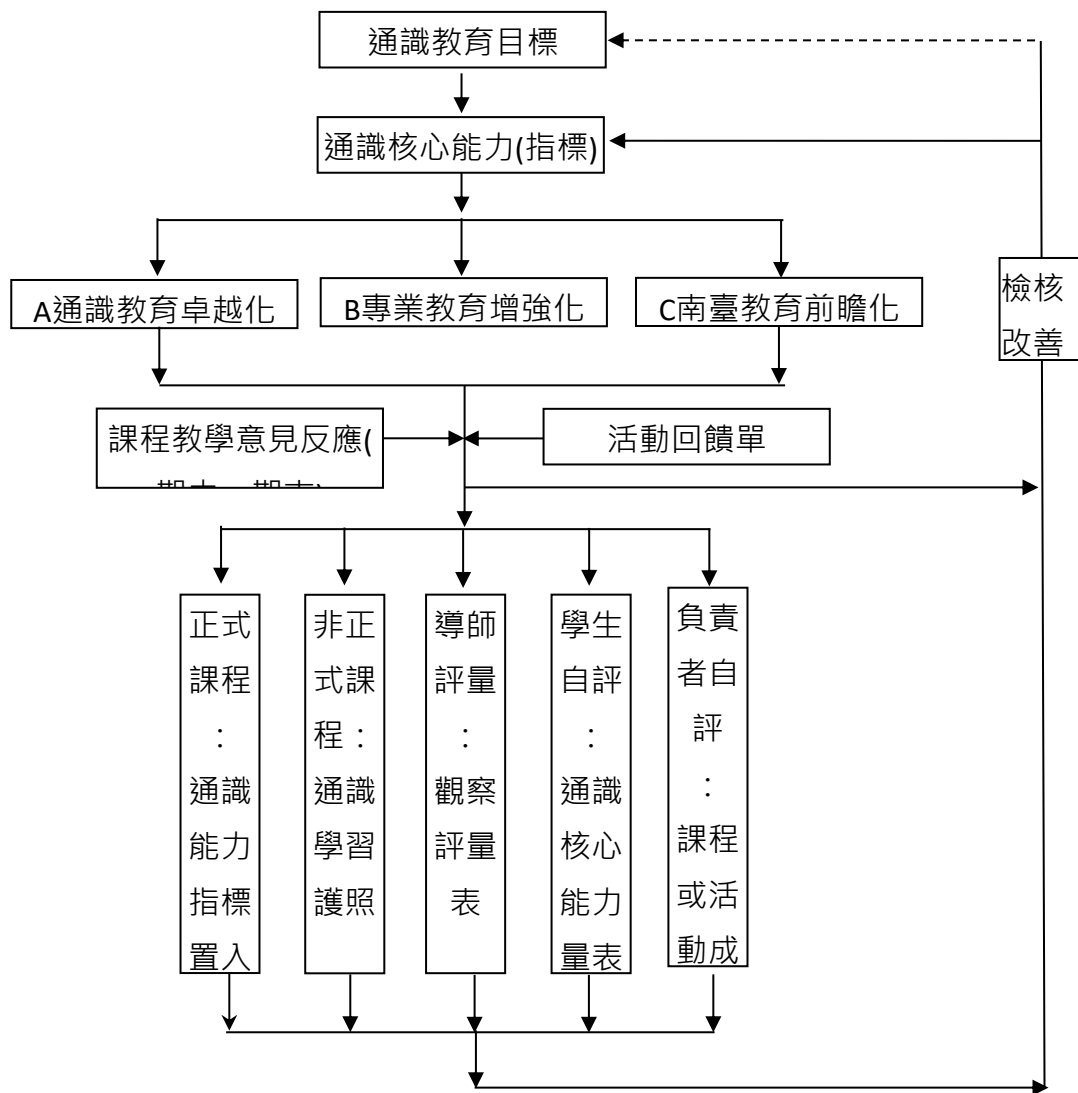 通識教育目標
通識核心能力(指標)
A通識教育卓越化
B專業教育增強化
C南臺教育前瞻化
檢核
改善
課程教學意見反應(
活動回饋單
正式
課程
：
通識
能力
指標
置入
非正
式課
程：
通識
學習
護照
導師
評量
：
觀察
評量
表
學生
自評
：
通識
核心
能力
量表
負責
者自
評
：
課程
或活
動成